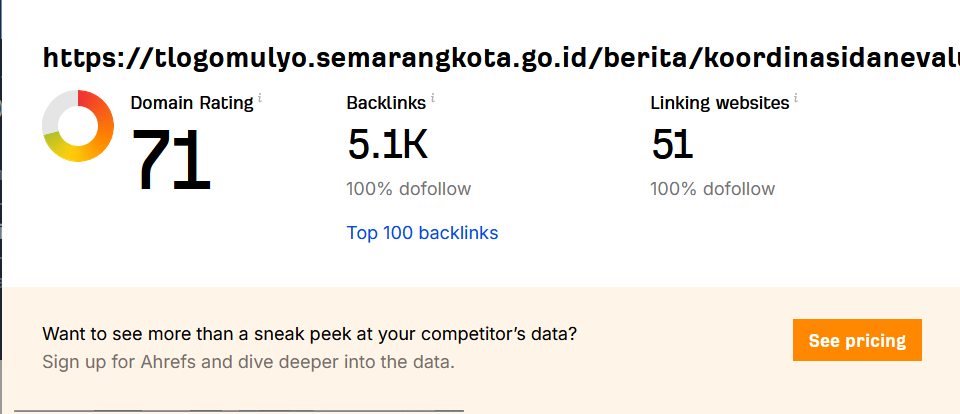 https://tlogomulyo.semarangkota.go.id/berita/koordinasidanevalu
Domain Rating i
Backlinks i
Linking websites i
71
5.1K
51
100% dofollow
100% dofollow
Top 100 backlinks
Want to see more than a sneak peek at your competitor's data?
Sign up for Ahrefs and dive deeper into the data.
See pricing